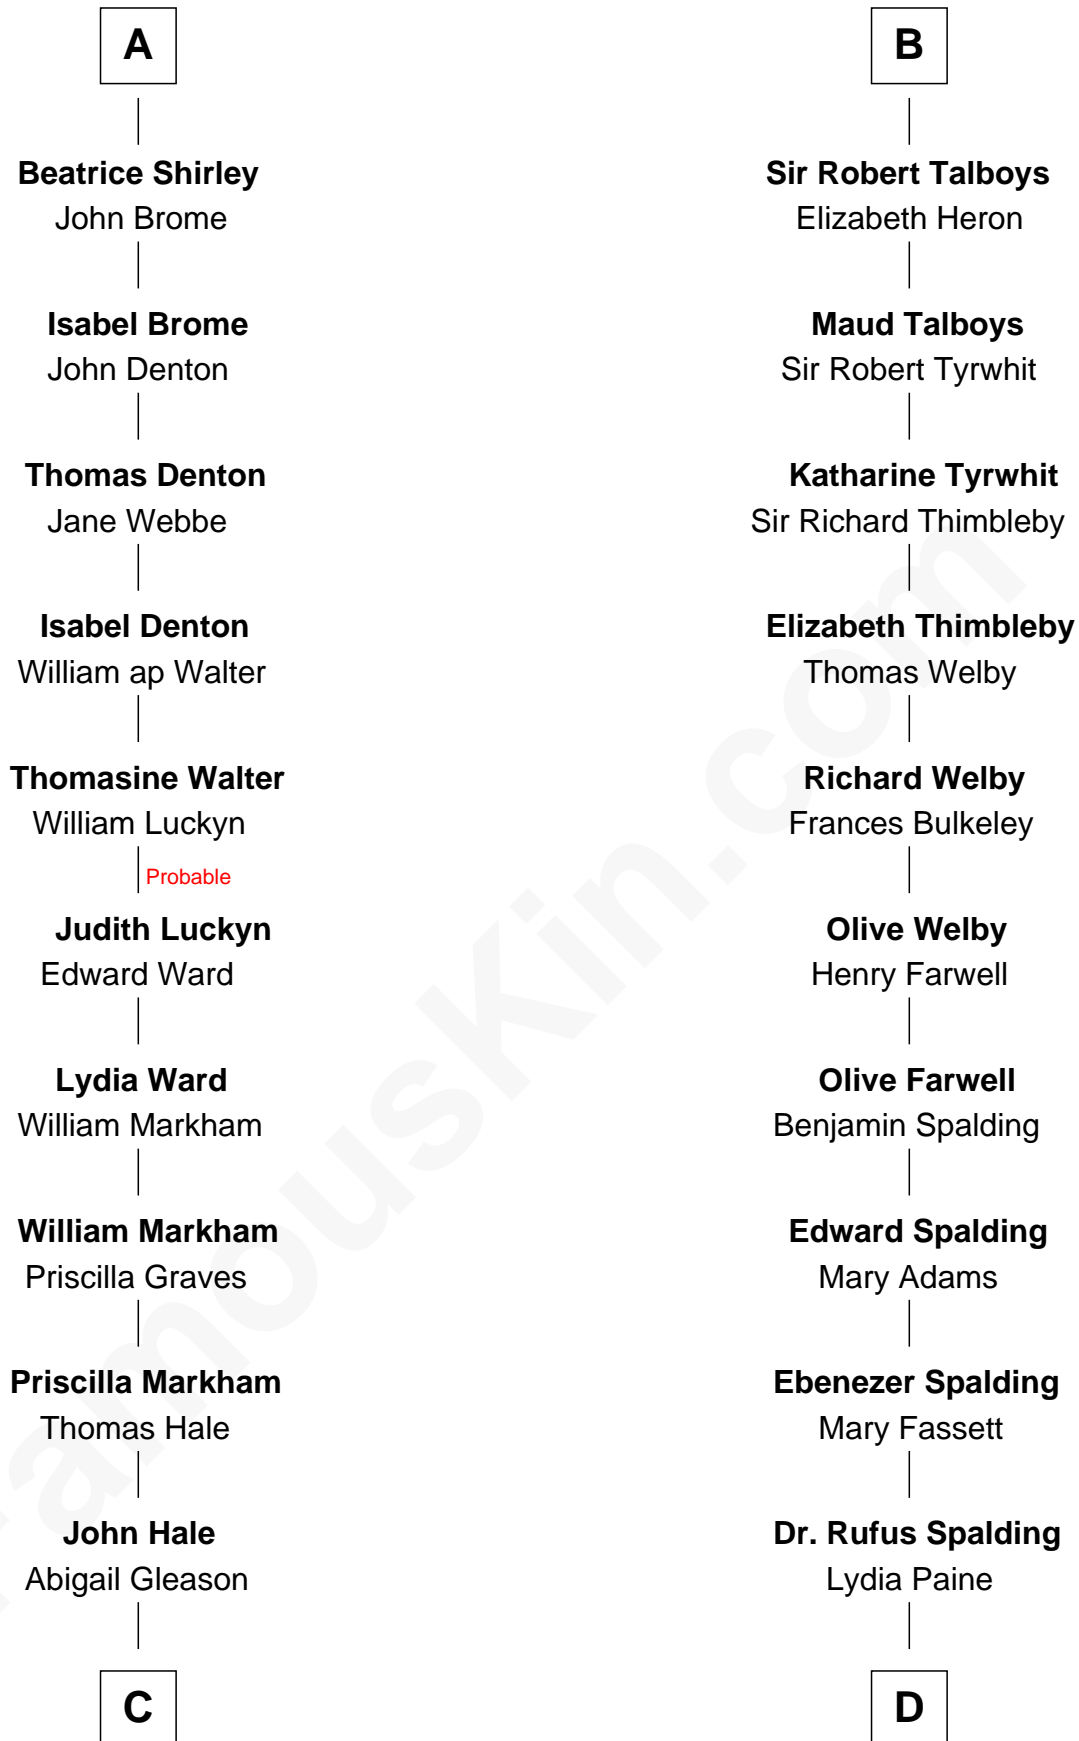 A
Beatrice Shirley
John Brome
Isabel Brome
John Denton
Thomas Denton
Jane Webbe
Isabel Denton
William ap Walter
Thomasine Walter
William Luckyn
Probable
Judith Luckyn
Edward Ward
Lydia Ward
William Markham
William Markham
Priscilla Graves
Priscilla Markham
Thomas Hale
John Hale
Abigail Gleason
C
B
Sir Robert Talboys
Elizabeth Heron
Maud Talboys
Sir Robert Tyrwhit
Katharine Tyrwhit
Sir Richard Thimbleby
Elizabeth Thimbleby
Thomas Welby
Richard Welby
Frances Bulkeley
Olive Welby
Henry Farwell
Olive Farwell
Benjamin Spalding
Edward Spalding
Mary Adams
Ebenezer Spalding
Mary Fassett
Dr. Rufus Spalding
Lydia Paine
D
FamousKin.com